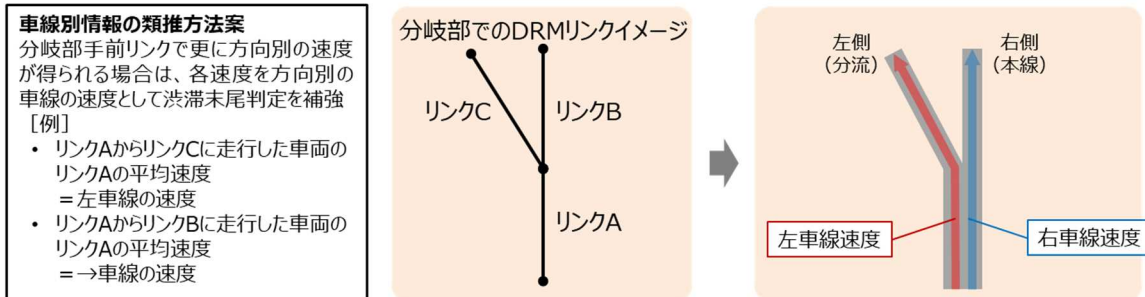 車線別情報の類推方法案
分岐部手前リンクで更に方向別の速度
が得られる場合は、各速度を方向別の
車線の速度として渋滞末尾判定を補強
[例]
• リンクAからリンクCに走行した車両の
リンクAの平均速度
＝左車線の速度
• リンクAからリンクBに走行した車両の
リンクAの平均速度
＝→車線の速度
分岐部でのDRMリンクイメージ
リンクC
リンクB
リンクA
左側
(分流)
右側
(本線)
左車線速度
右車線速度